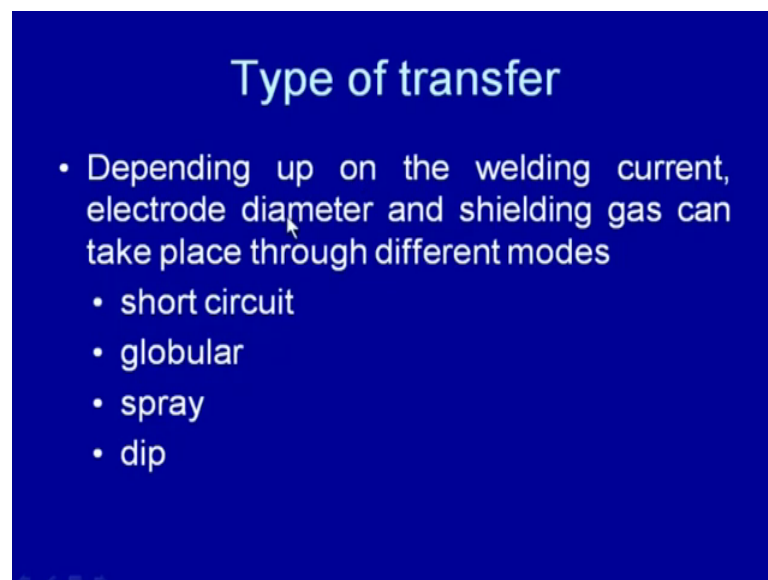 Type of transfer
• Depending up on the welding current,
electrode diameter and shielding gas can
take place through different modes
• short circuit
• globular
• spray
• dip